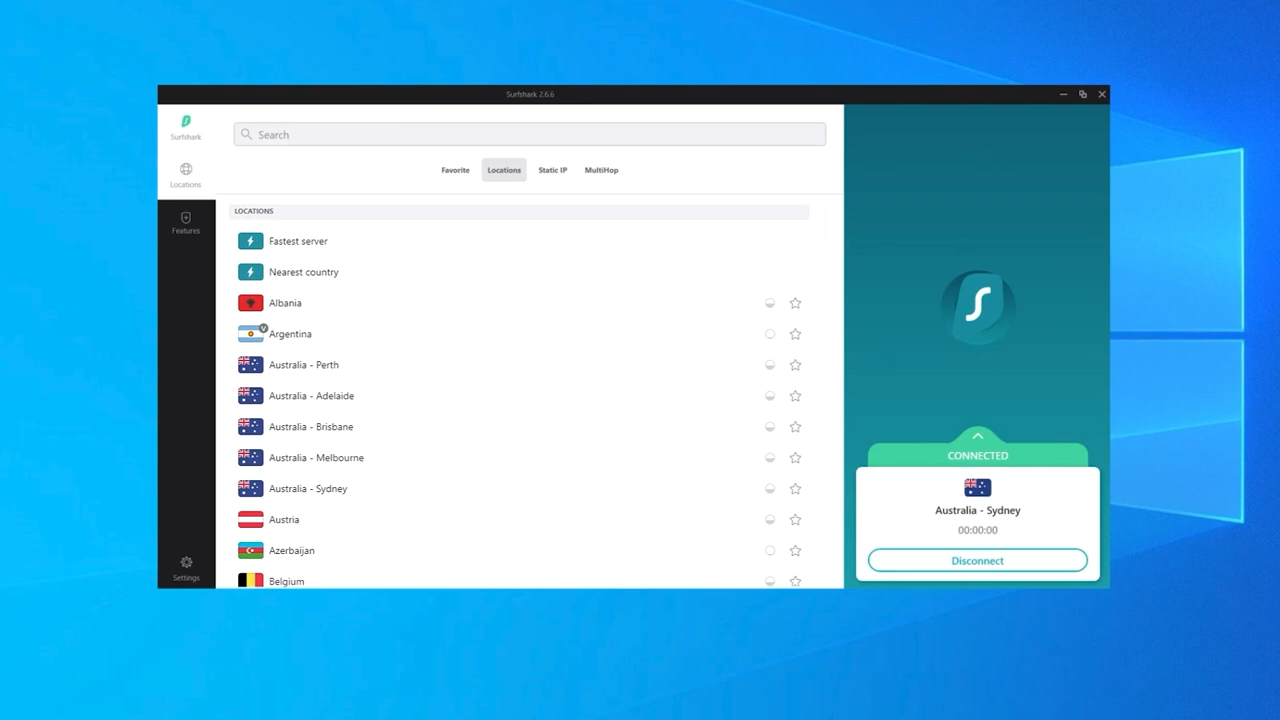 Surfshark 2.6.6
Surfshark
Locations
Features
Settings
Search
Favorite
Locations
Static IP
MultiHop
LOCATIONS
Fastest server
Nearest country
Albania
V
Argentina
Australia - Perth
Australia - Adelaide
Australia - Brisbane
Australia - Melbourne
Australia - Sydney
Austria
Azerbaijan
Belgium
CONNECTED
Australia - Sydney
00:00:00
Disconnect